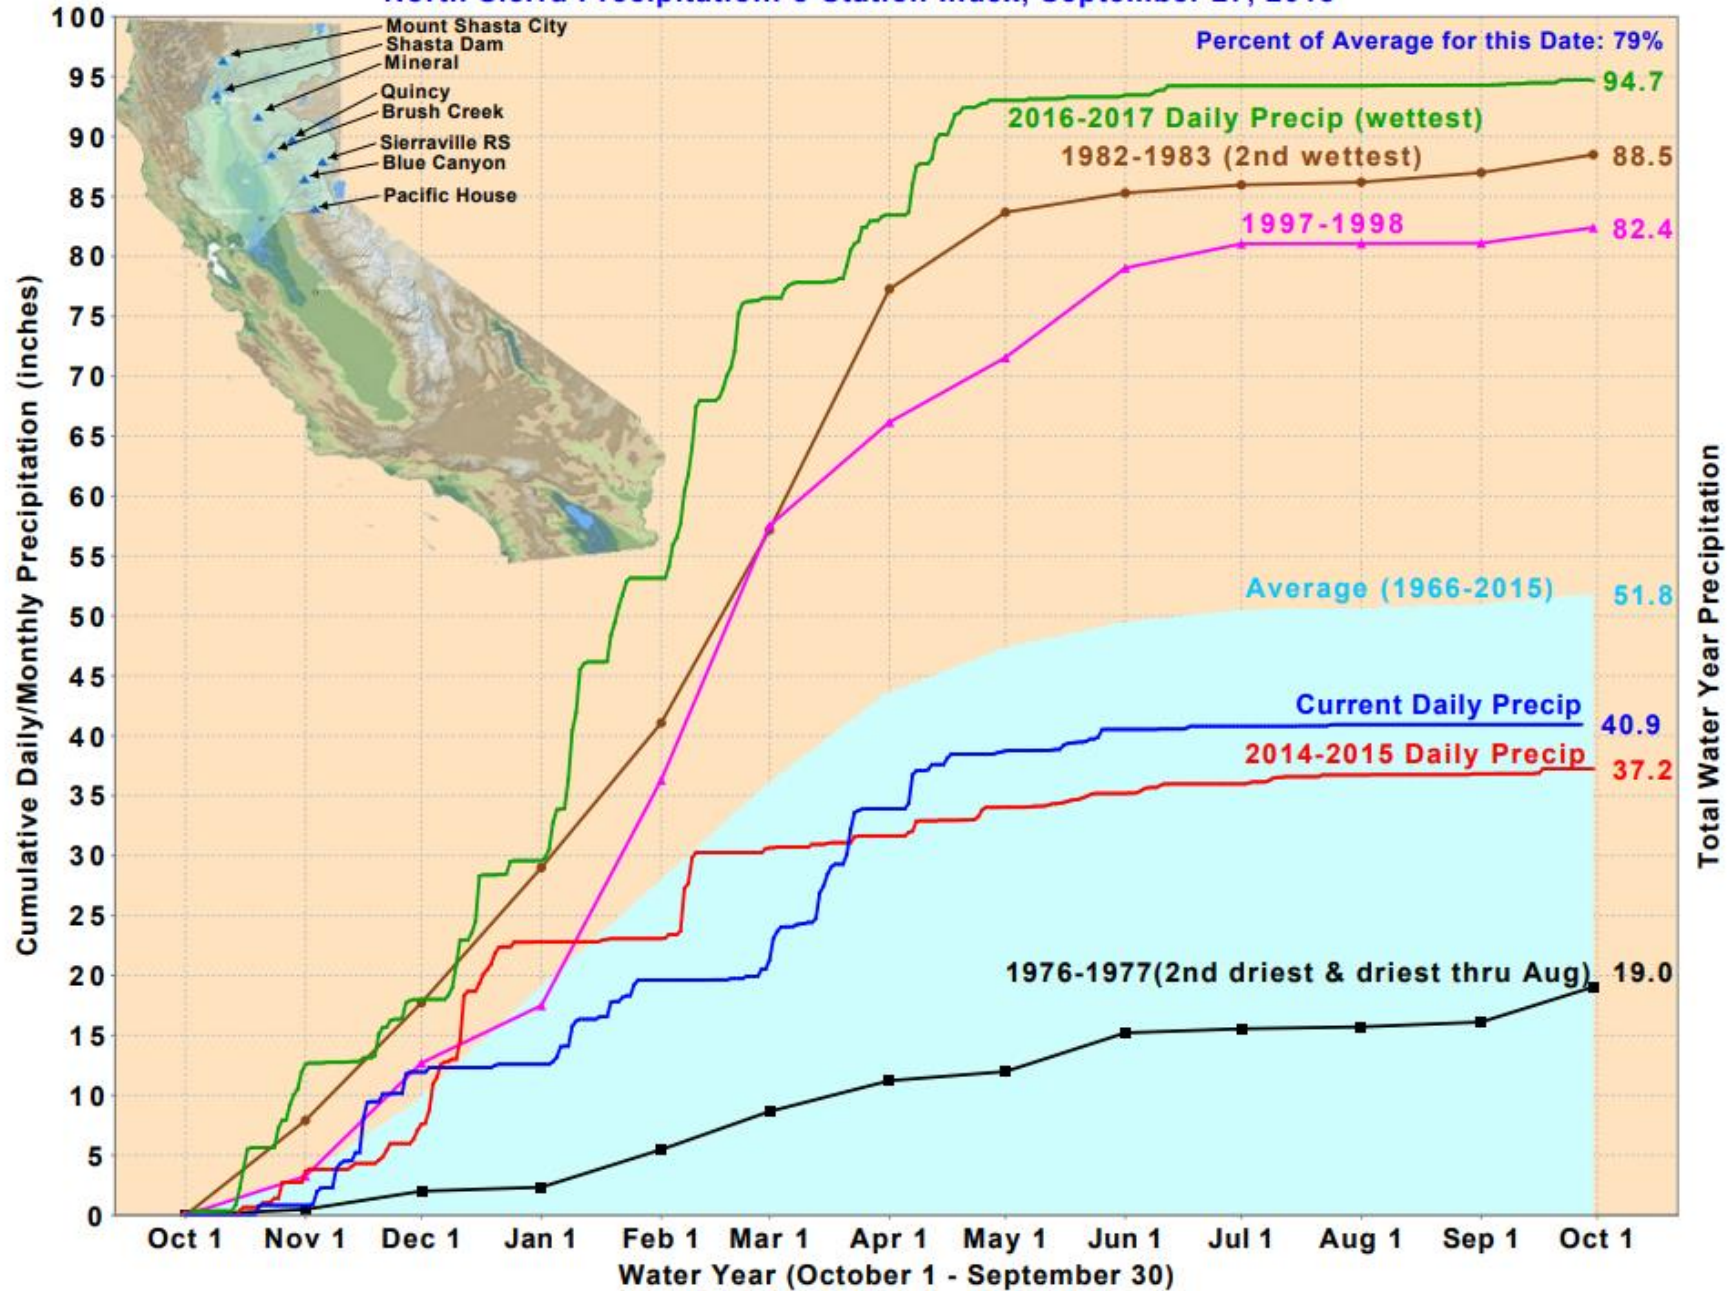 Percent of Average for this Date: 79%
Mount Shasta City
Shasta Dam
Mineral
Quincy
Brush Creek
Sierraville RS
Blue Canyon
Pacific House
2016-2017 Daily Precip (wettest)
94.7
1982-1983 (2nd wettest)
88.5
1997-1998
82.4
Average (1966-2015)
51.8
Current Daily Precip
40.9
2014-2015 Daily Precip
37.2
1976-1977(2nd driest & driest thru Aug)
19.0
Cumulative Daily/Monthly Precipitation (inches)
100
95
90
85
80
75
70
65
60
55
50
45
40
35
30
25
20
15
10
5
0
Total Water Year Precipitation
Oct 1 Nov 1 Dec 1 Jan 1 Feb 1 Mar 1 Apr 1 May 1 Jun 1 Jul 1 Aug 1 Sep 1 Oct 1
Water Year (October 1 - September 30)